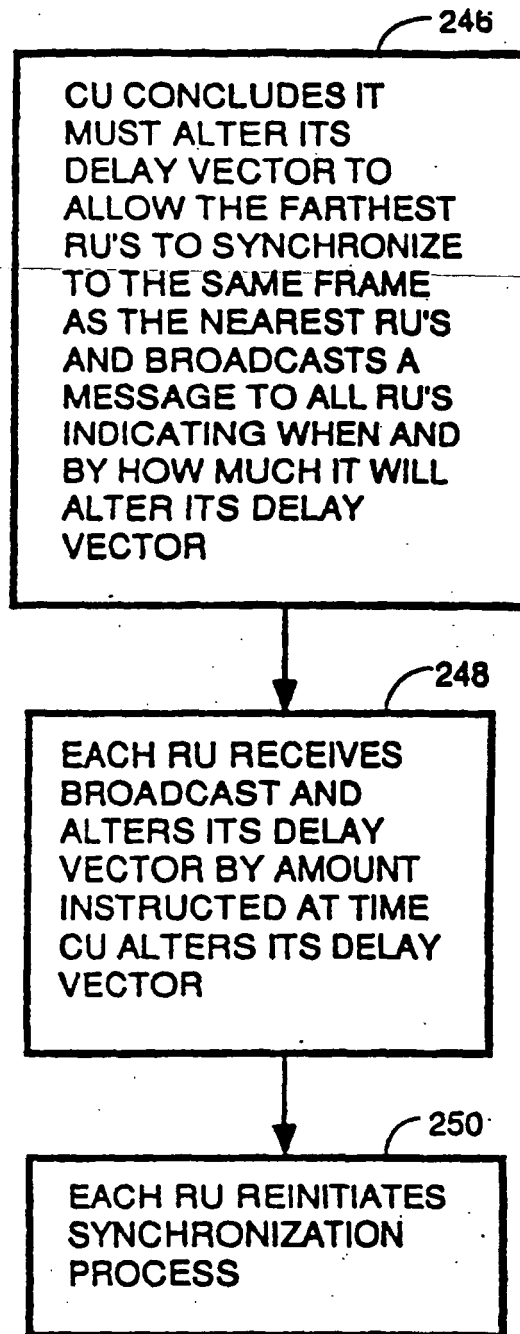 246
CU CONCLUDES IT
MUST ALTER ITS
DELAY VECTOR TO
ALLOW THE FARTHEST
RU'S TO SYNCHRONIZE
TO THE SAME FRAME
AS THE NEAREST RU'S
AND BROADCASTS A
MESSAGE TO ALL RU'S
INDICATING WHEN AND
BY HOW MUCH IT WILL
ALTER ITS DELAY
VECTOR
248
EACH RU RECEIVES
BROADCAST AND
ALTERS ITS DELAY
VECTOR BY AMOUNT
INSTRUCTED AT TIME
CU ALTERS ITS DELAY
VECTOR
250
EACH RU REINITIATES
SYNCHRONIZATION
PROCESS